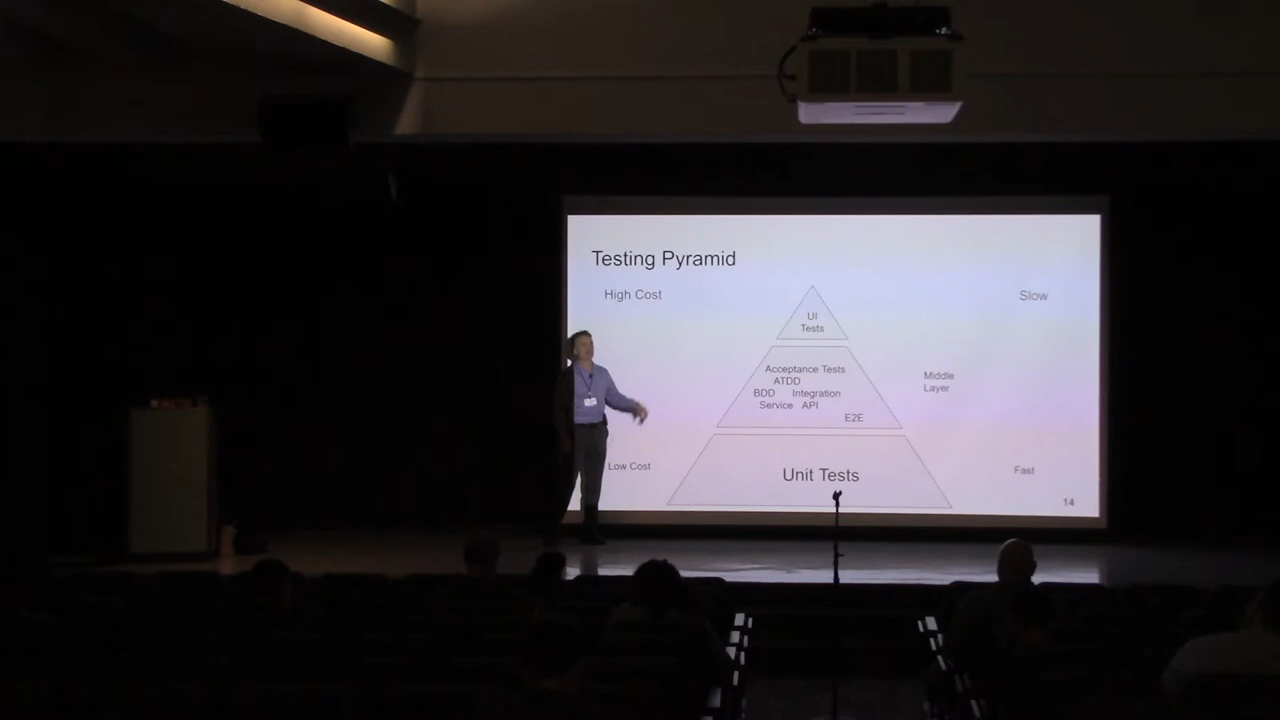 Testing Pyramid
High Cost
Slow
UI
Tests
Acceptance Tests
ATDD
BDD Integration
Service API
E2E
Middle
Layer
Low Cost
Unit Tests
Fast
14